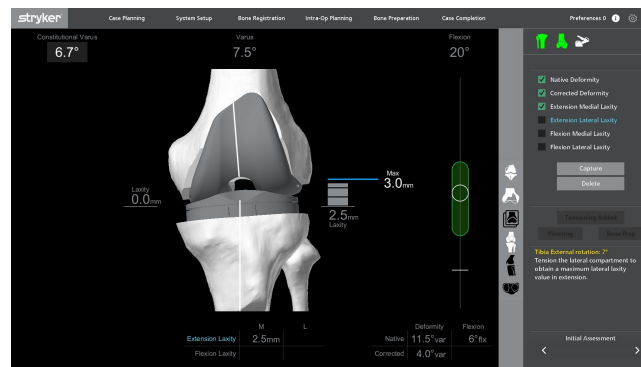 stryker
Case Planning
System Setup
Bone Registration
Intra-Op Planning
Bone Preparation
Case Completion
Preferences 0
Constitutional Varus
6.7°
Varus
7.5°
Flexion
20°
Native Deformity
Corrected Deformity
Extension Medial Laxity
Extension Lateral Laxity
Flexion Medial Laxity
Flexion Lateral Laxity
Capture
Delete
Max
3.0mm
Laxity
0.0mm
2.5mm
Laxity
Tensioning Added
Planning
Bone Prep
Tibia External rotation: 7°
Tension the lateral compartment to
obtain a maximum lateral laxity
value in extension.
M L
Extension Laxity 2.5mm
Flexion Laxity
Deformity Flexion
Native 11.5°var 6°flx
Corrected 4.0°var
Initial Assessment